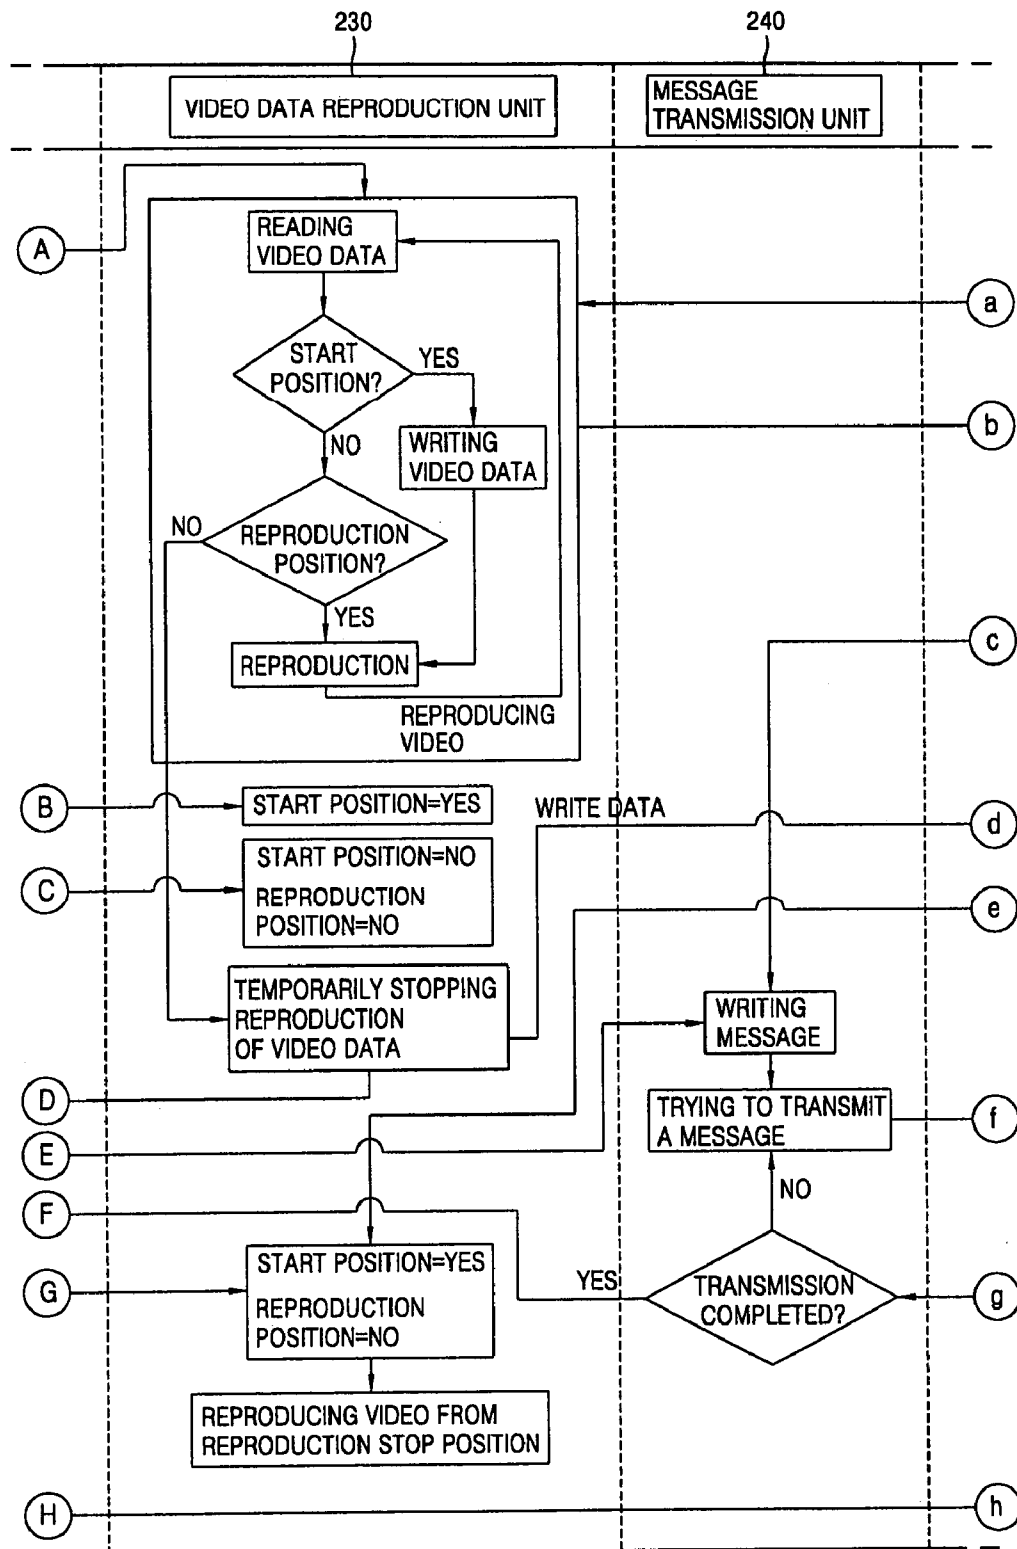 230
240
VIDEO DATA REPRODUCTION UNIT
MESSAGE
TRANSMISSION UNIT
A
READING
VIDEO DATA
a
START
POSITION?
YES
b
NO
WRITING
VIDEO DATA
NO
REPRODUCTION
POSITION?
YES
c
REPRODUCTION
REPRODUCING
VIDEO
B
START POSITION=YES
WRITE DATA
d
C
START POSITION=NO
REPRODUCTION
POSITION=NO
e
TEMPORARILY STOPPING
REPRODUCTION
OF VIDEO DATA
WRITING
MESSAGE
D
TRYING TO TRANSMIT
A MESSAGE
f
E
NO
F
START POSITION=YES
REPRODUCTION
POSITION=NO
G
YES
TRANSMISSION
COMPLETED?
g
REPRODUCING VIDEO FROM
REPRODUCTION STOP POSITION
H
h